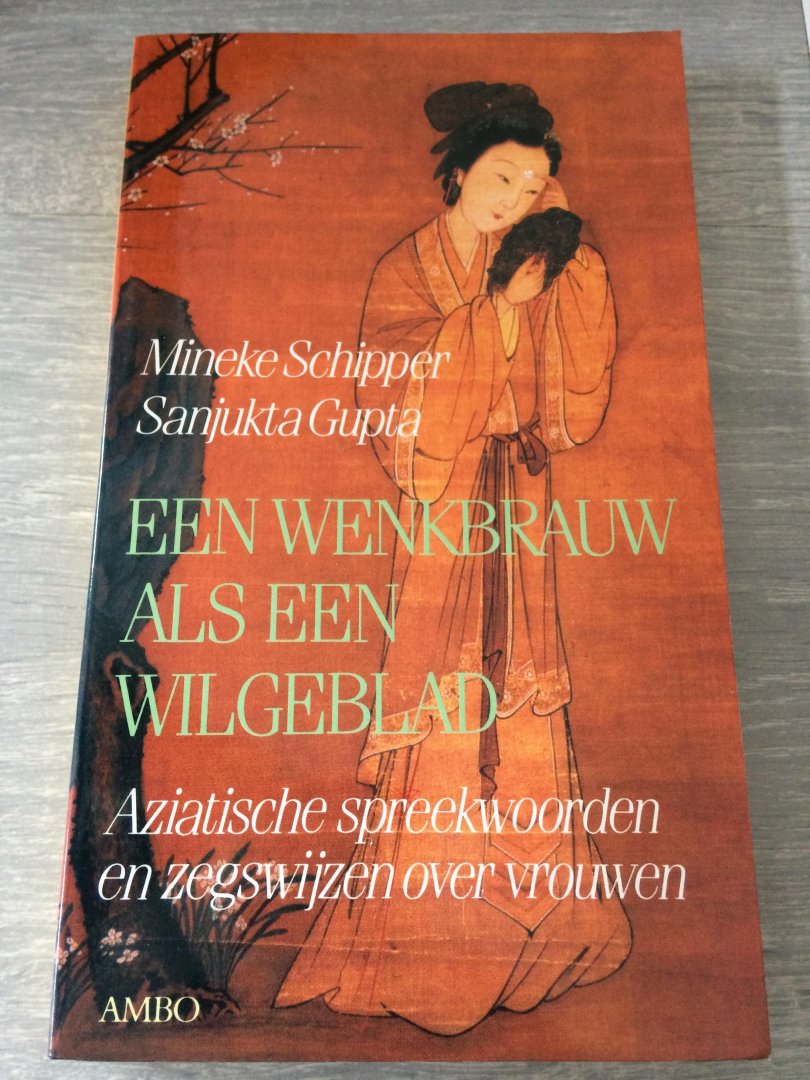 Mineke Schipper
Sanjukta Gupta
EEN WENKBRAUW
ALS EEN
WILGEBLAD
Aziatische spreekwoorden
en zegswijzen over vrouwen
AMBO